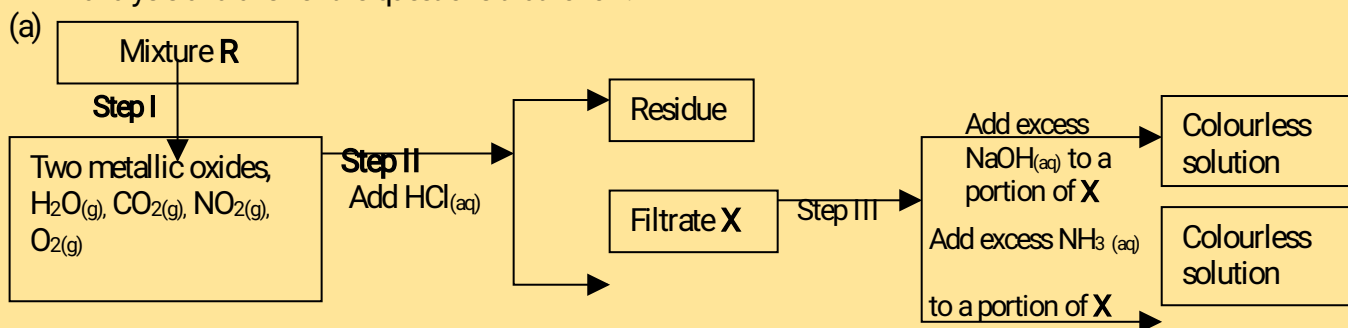 (a)
Mixture R
Step I
Two metallic oxides,
H₂O(g), CO₂(g), NO₂(g),
O₂(g)
Step II
Add HCl(aq)
Residue
Filtrate X
Step III
Add excess
NaOH(aq) to a
portion of X
Colourless
solution
Add excess NH₃ (aq)
to a portion of X
Colourless
solution